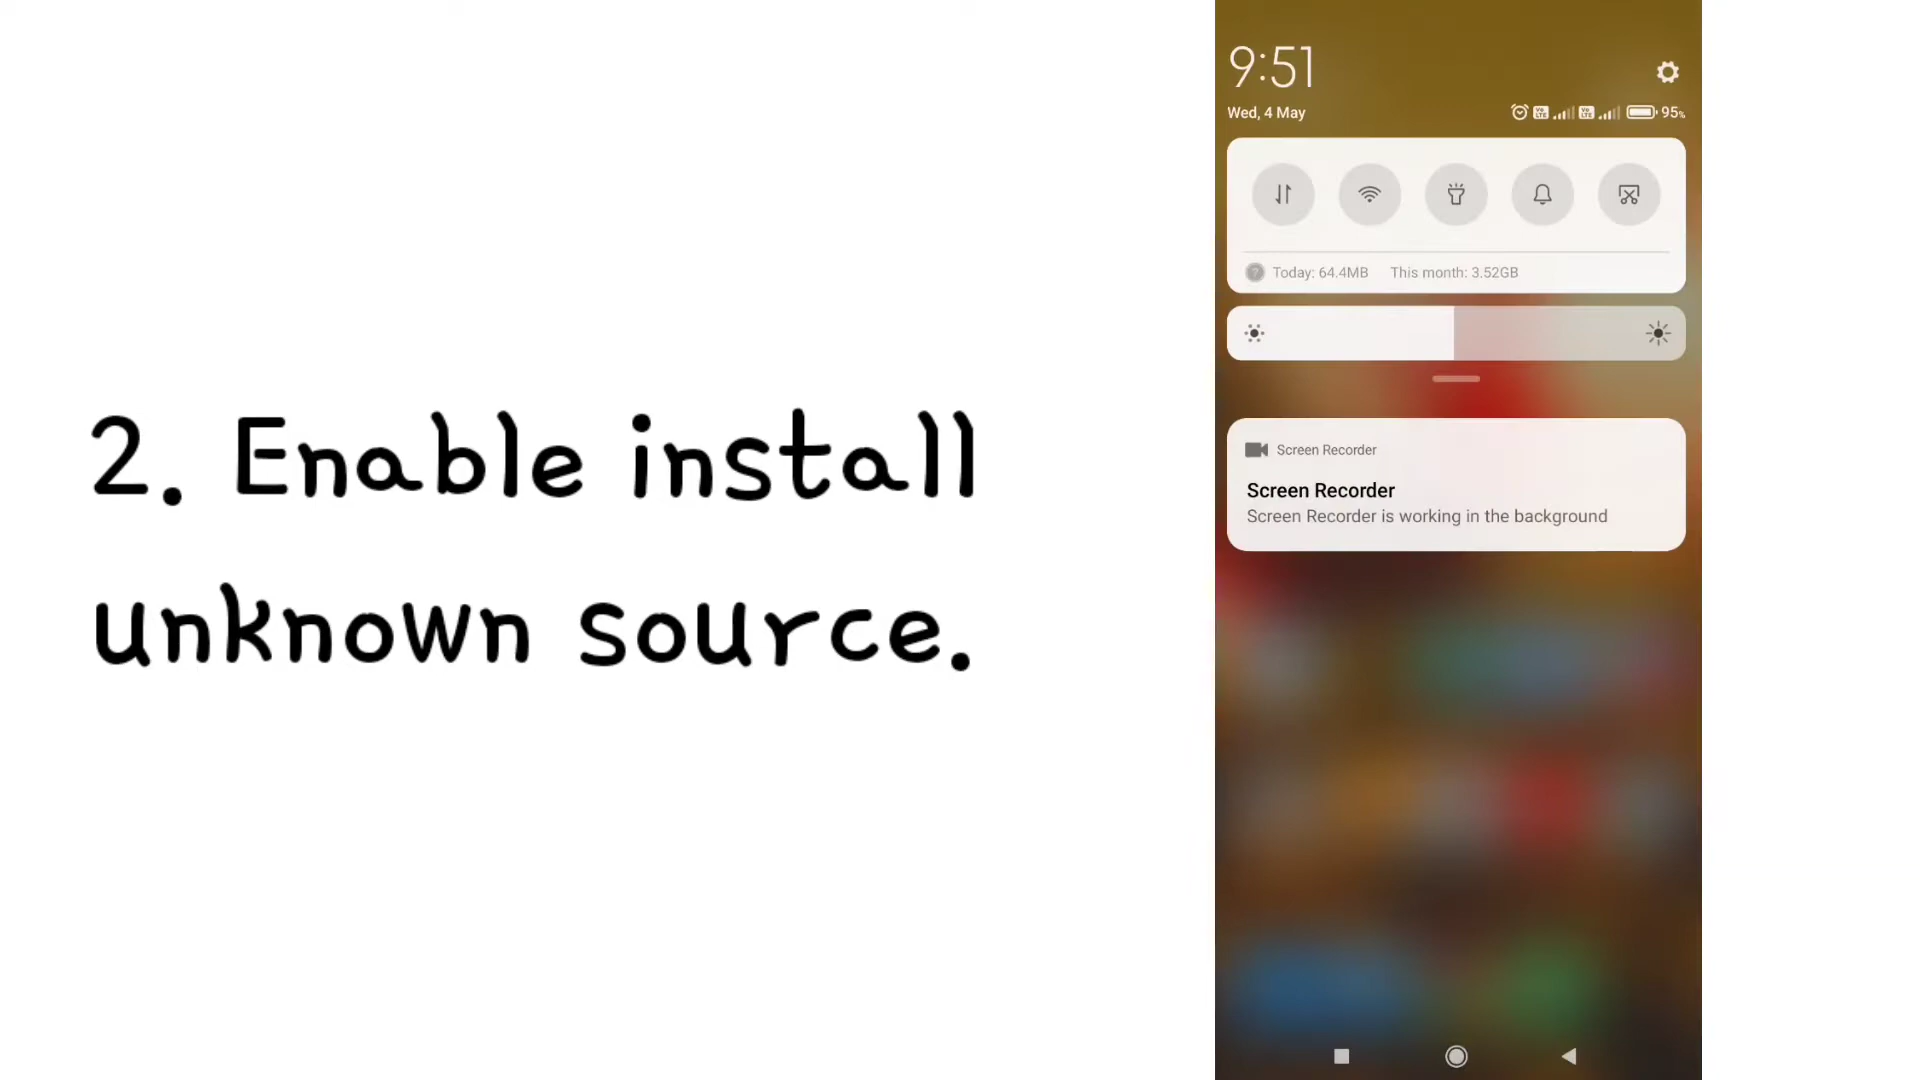 2. Enable install
unknown source.
9:51
Wed, 4 May
95%
Today: 64.4MB This month: 3.52GB
Screen Recorder
Screen Recorder
Screen Recorder is working in the background